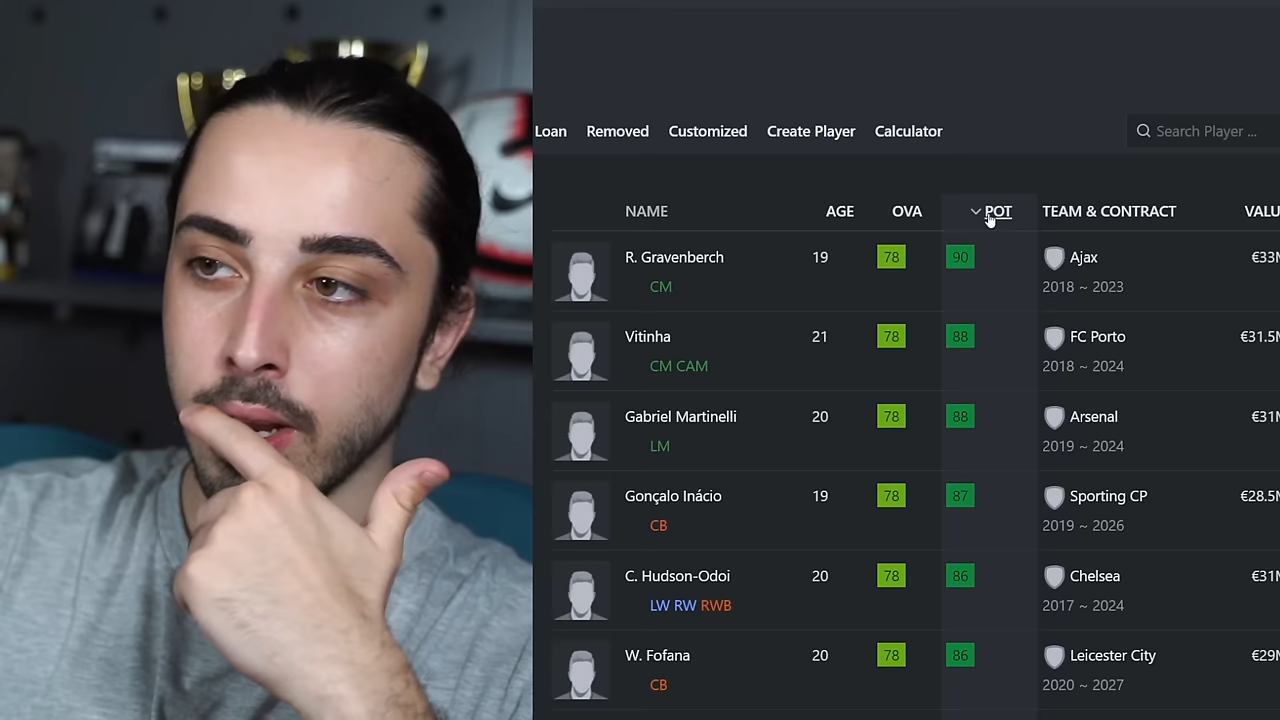 Loan Removed Customized Create Player Calculator Search Player ...
NAME AGE OVA POT TEAM & CONTRACT VALU
R. Gravenberch 19 78 90 Ajax €33M
CM 2018 ~ 2023
Vitinha 21 78 88 FC Porto €31.5M
CM CAM 2018 ~ 2024
Gabriel Martinelli 20 78 88 Arsenal €31M
LM 2019 ~ 2024
Gonçalo Inácio 19 78 87 Sporting CP €28.5M
CB 2019 ~ 2026
C. Hudson-Odoi 20 78 86 Chelsea €31M
LW RW RWB 2017 ~ 2024
W. Fofana 20 78 86 Leicester City €29M
CB 2020 ~ 2027